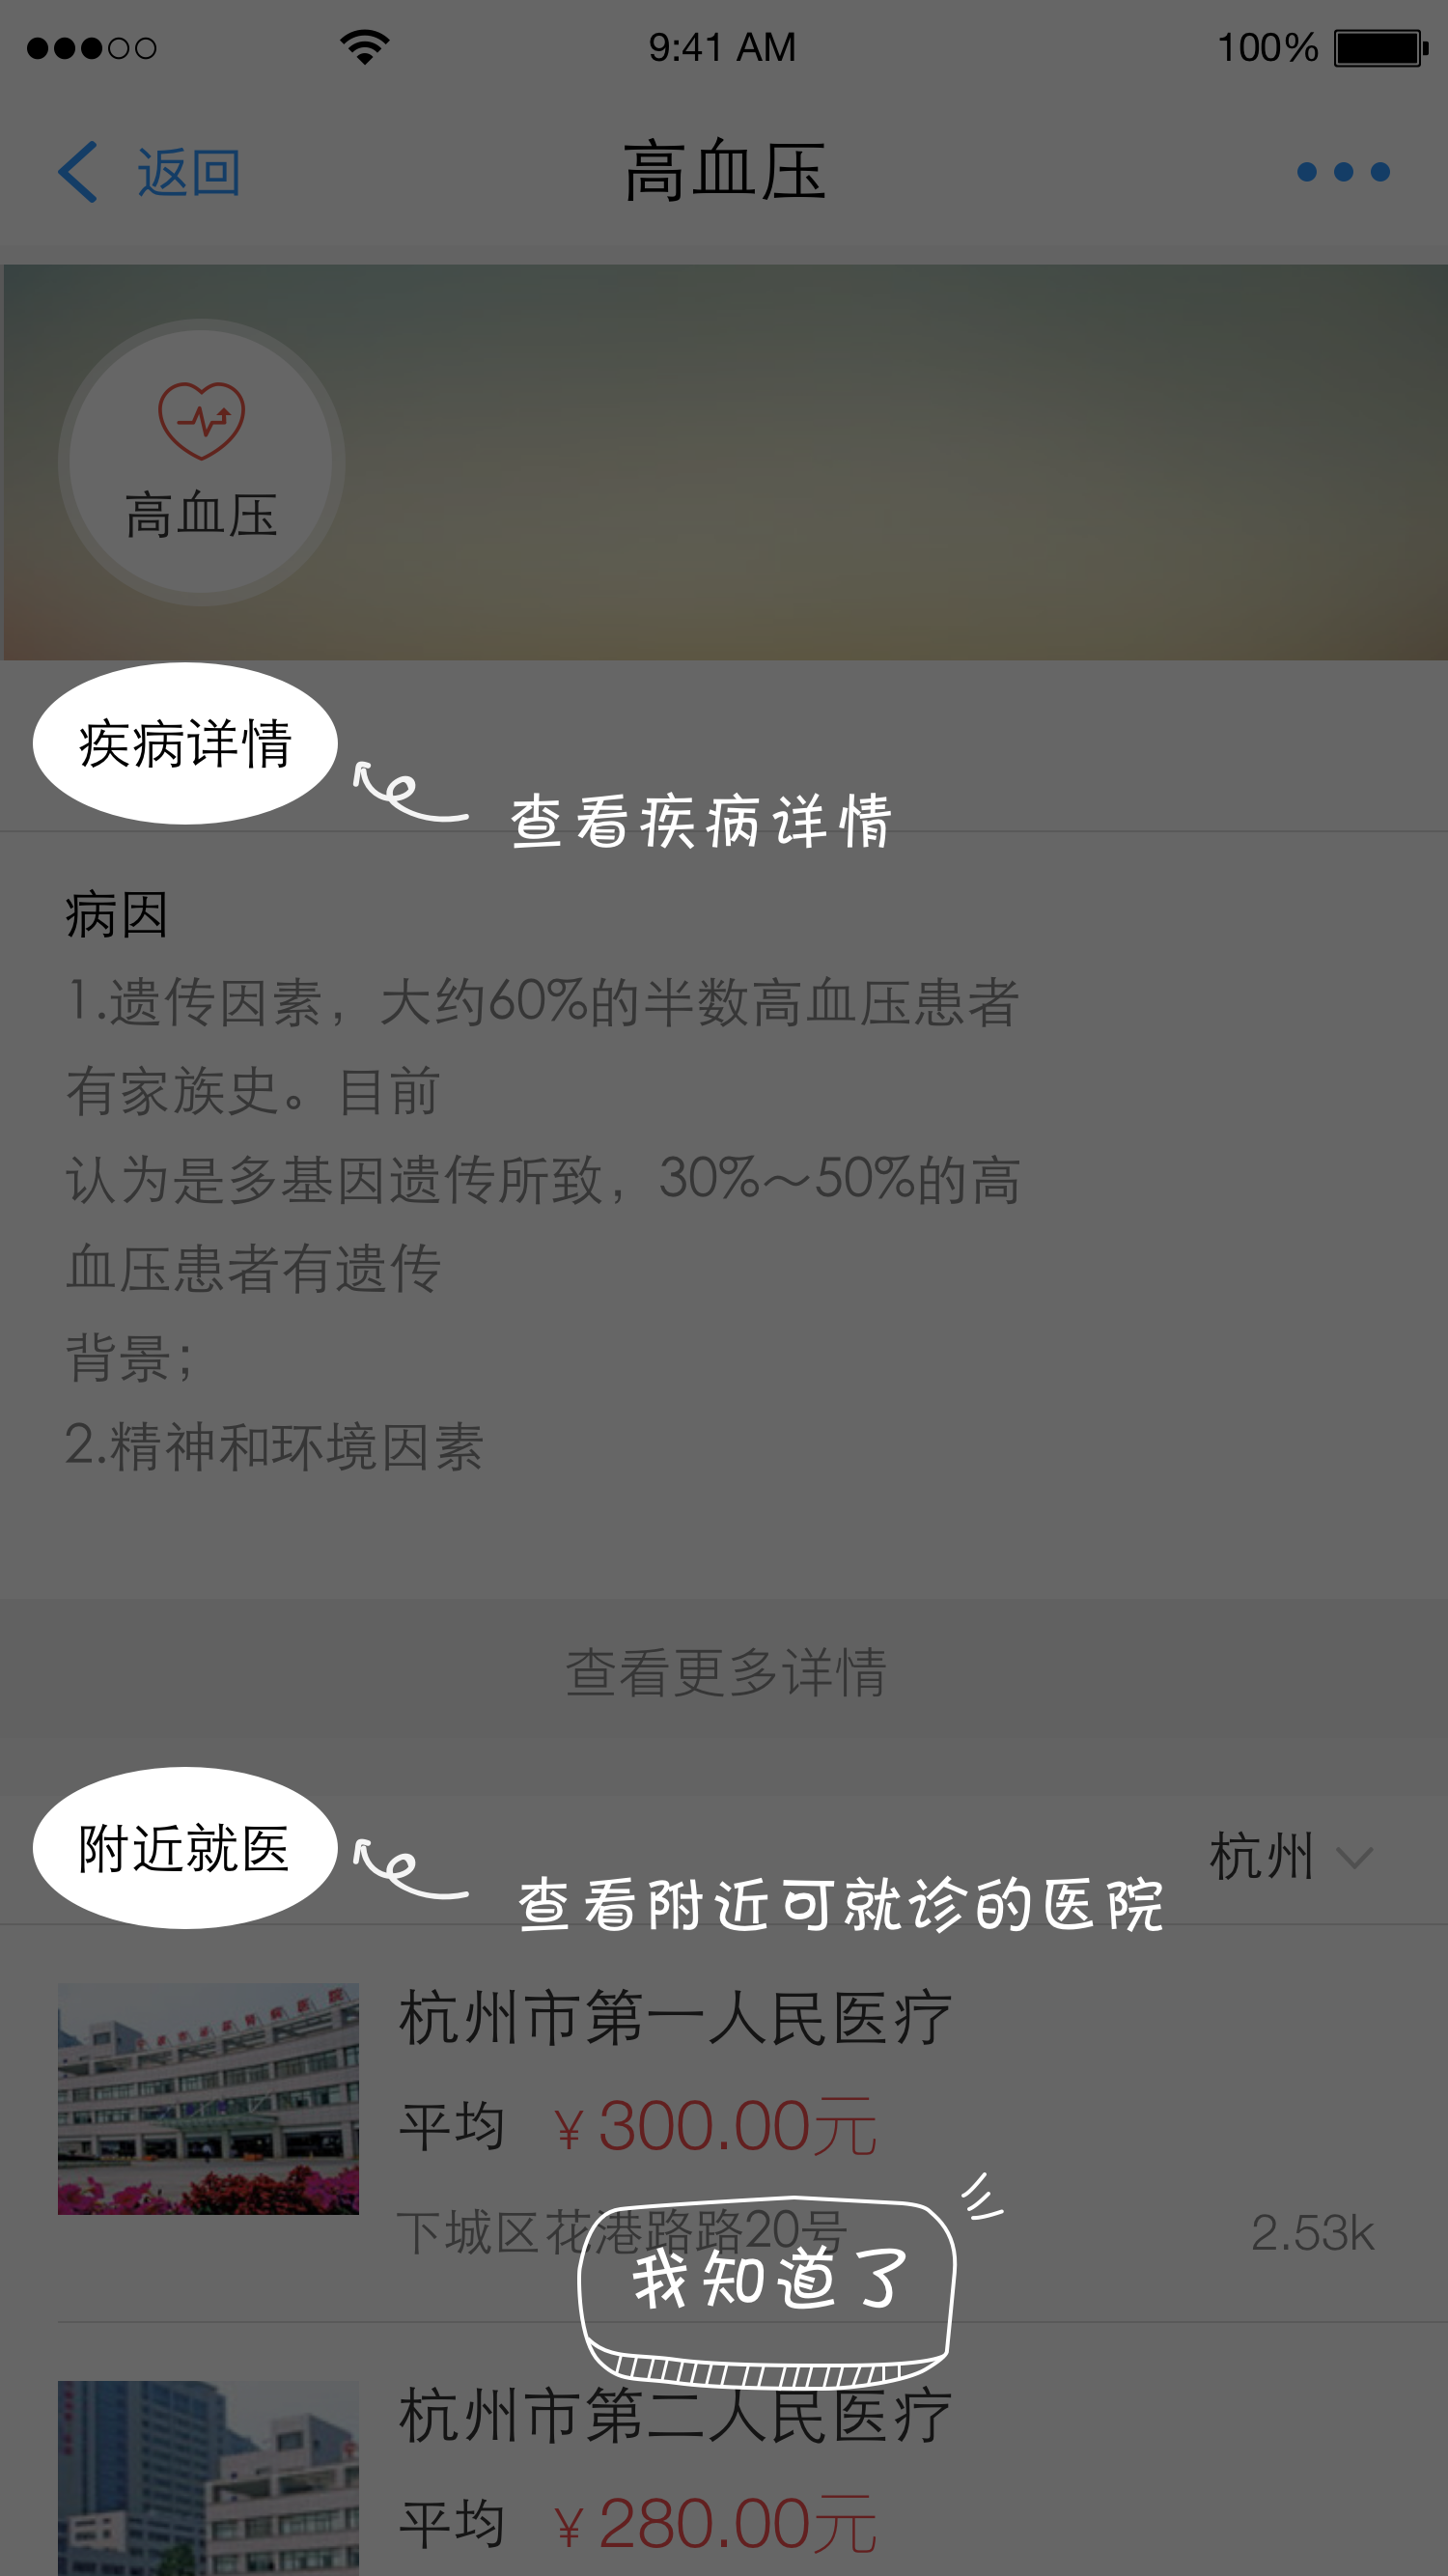 9:41 AM
100%
返回
高血压
高血压
疾病详情
查看疾病详情
病因
1.遗传因素，大约60%的半数高血压患者
有家族史。目前
认为是多基因遗传所致，30%~50%的高
血压患者有遗传
背景；
2.精神和环境因素
查看更多详情
附近就医
杭州
查看附近可就诊的医院
杭州市第一人民医疗
平均 ¥300.00元
下城区花港路路20号
2.53k
我知道了
杭州市第二人民医疗
平均 ¥280.00元